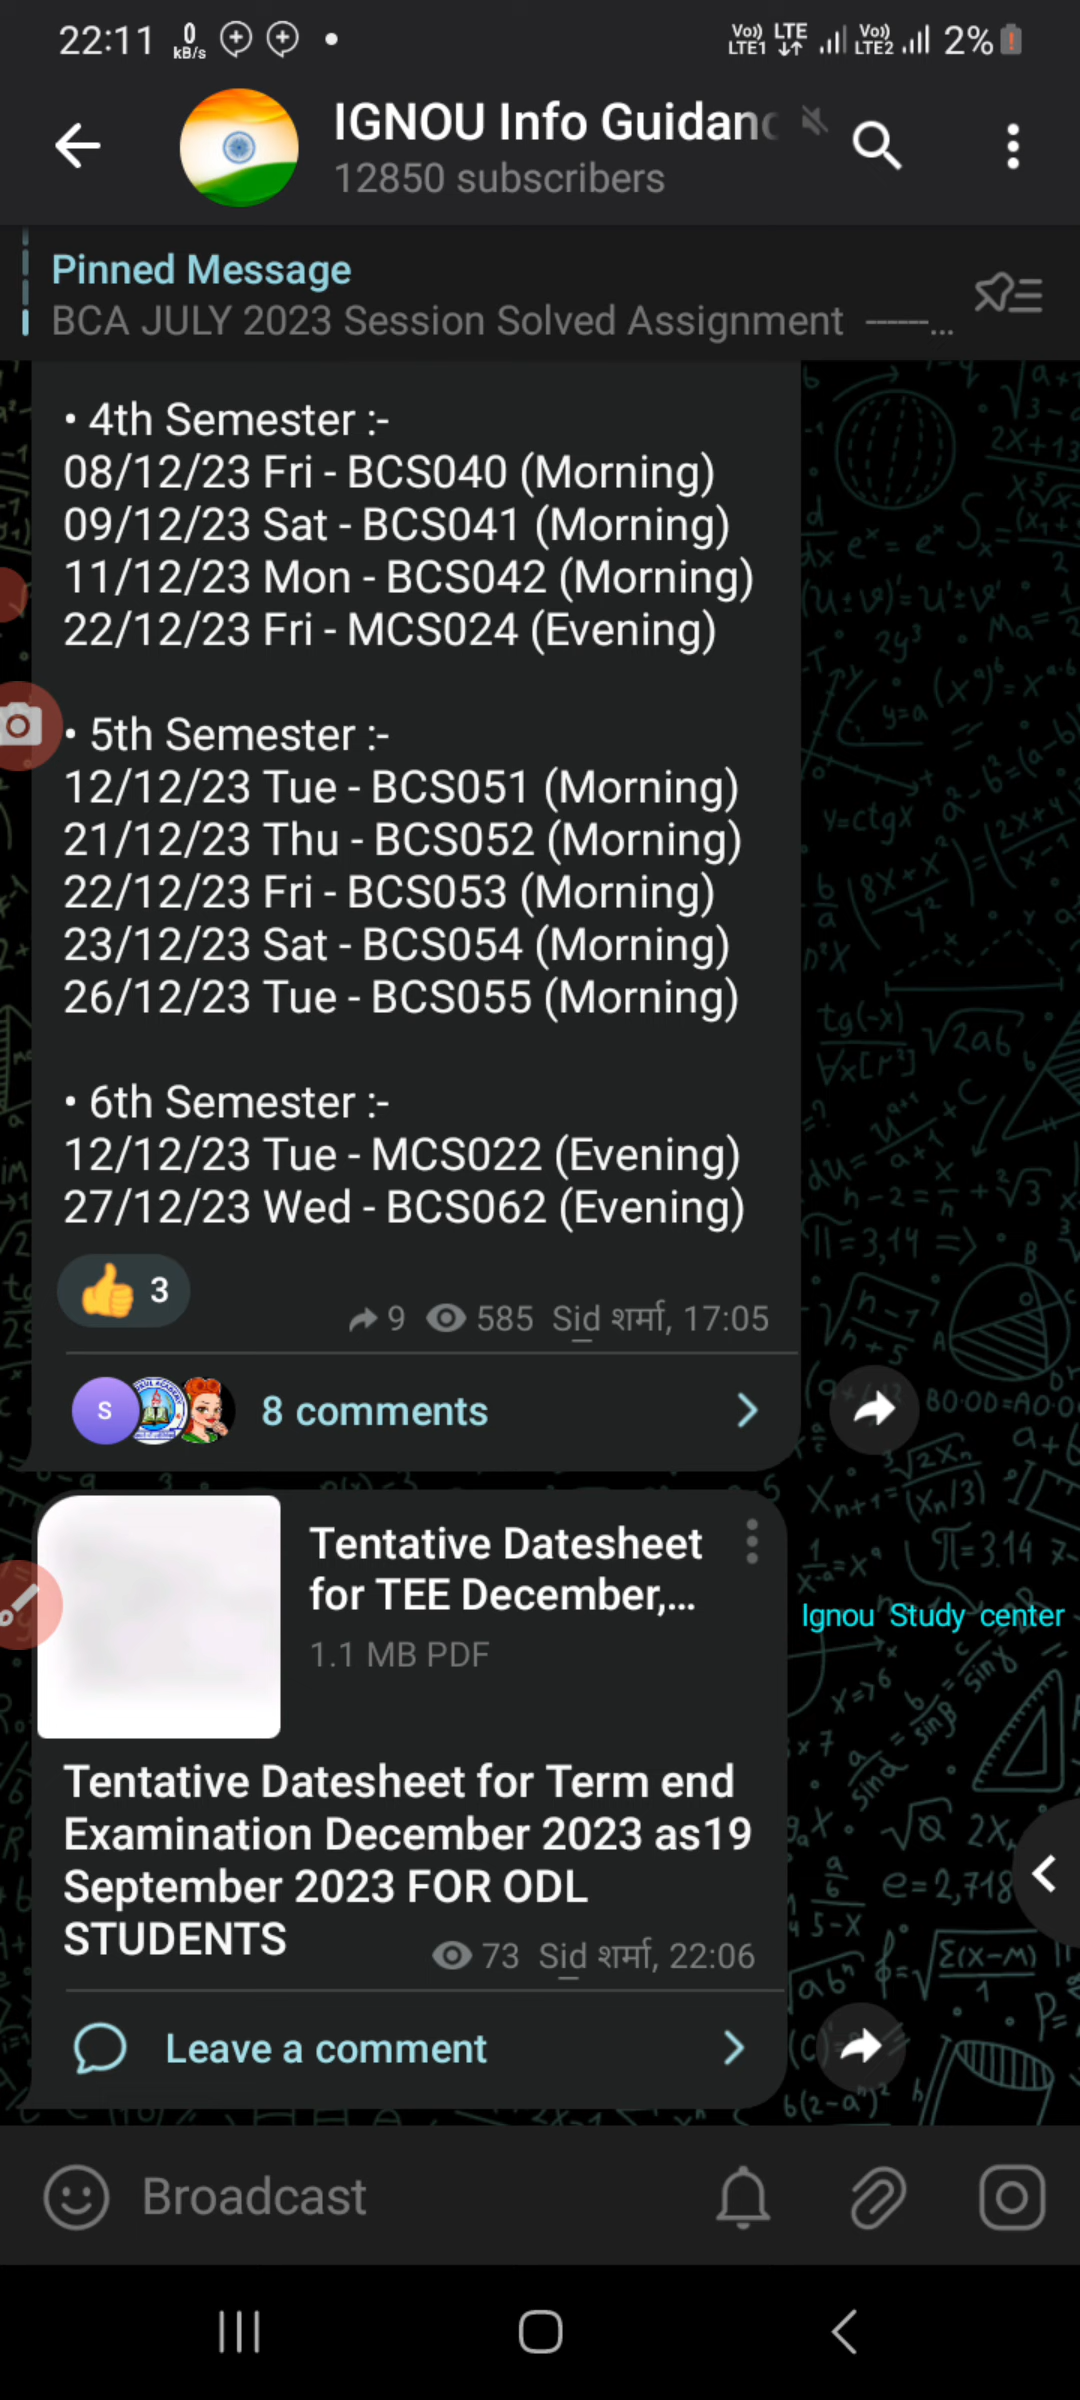 22:11 0 kB/s Vo)) LTE1 LTE Vo)) LTE2 2%
IGNOU Info Guidanc
12850 subscribers
Pinned Message
BCA JULY 2023 Session Solved Assignment ------...
• 4th Semester :-
08/12/23 Fri - BCS040 (Morning)
09/12/23 Sat - BCS041 (Morning)
11/12/23 Mon - BCS042 (Morning)
22/12/23 Fri - MCS024 (Evening)
• 5th Semester :-
12/12/23 Tue - BCS051 (Morning)
21/12/23 Thu - BCS052 (Morning)
22/12/23 Fri - BCS053 (Morning)
23/12/23 Sat - BCS054 (Morning)
26/12/23 Tue - BCS055 (Morning)
• 6th Semester :-
12/12/23 Tue - MCS022 (Evening)
27/12/23 Wed - BCS062 (Evening)
👍 3
9 585 Sid शर्मा, 17:05
S
8 comments
Tentative Datesheet
for TEE December,...
1.1 MB PDF
Ignou Study center
Tentative Datesheet for Term end
Examination December 2023 as19
September 2023 FOR ODL
STUDENTS
73 Sid शर्मा, 22:06
Leave a comment
Broadcast